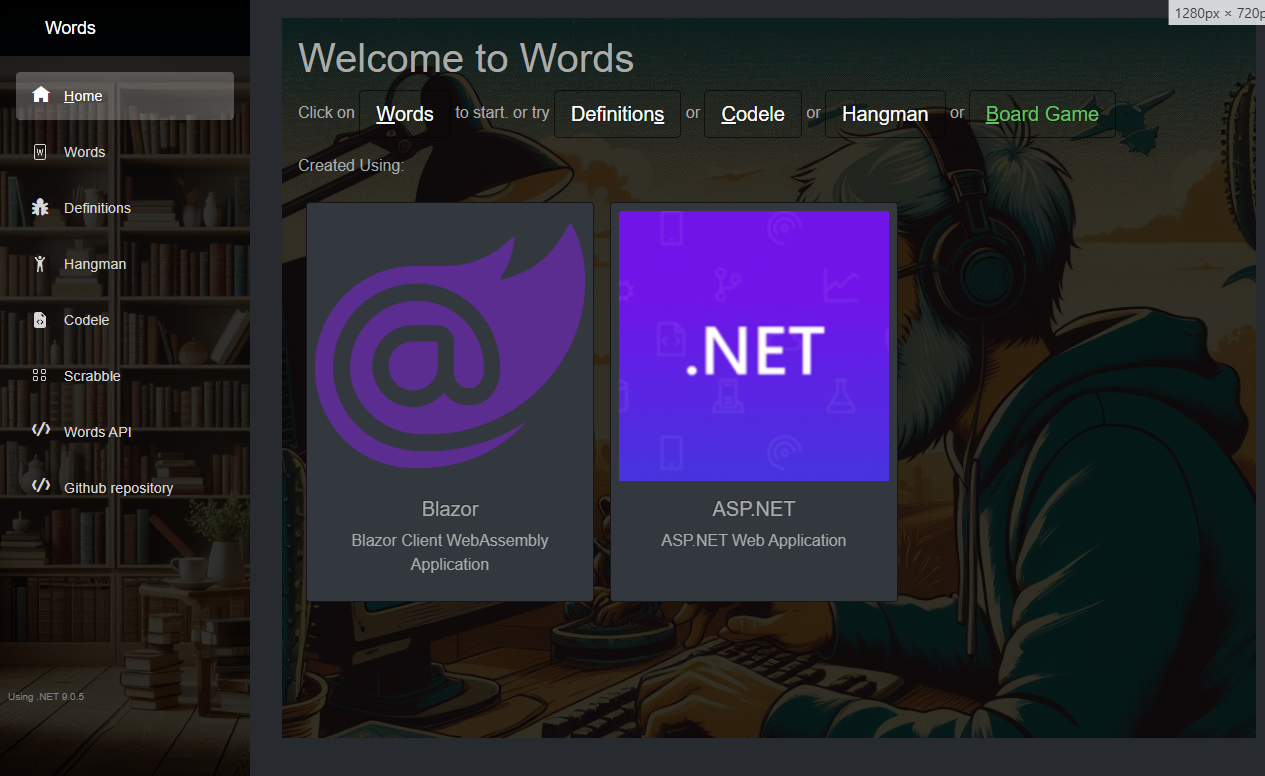 Words
1280px × 720p
Home
Words
Definitions
Hangman
Codele
Scrabble
Words API
Github repository
Using .NET 9.0.5
Welcome to Words
Click on Words to start. or try Definitions or Codele or Hangman or Board Game
Created Using:
.NET
Blazor
Blazor Client WebAssembly
Application
ASP.NET
ASP.NET Web Application